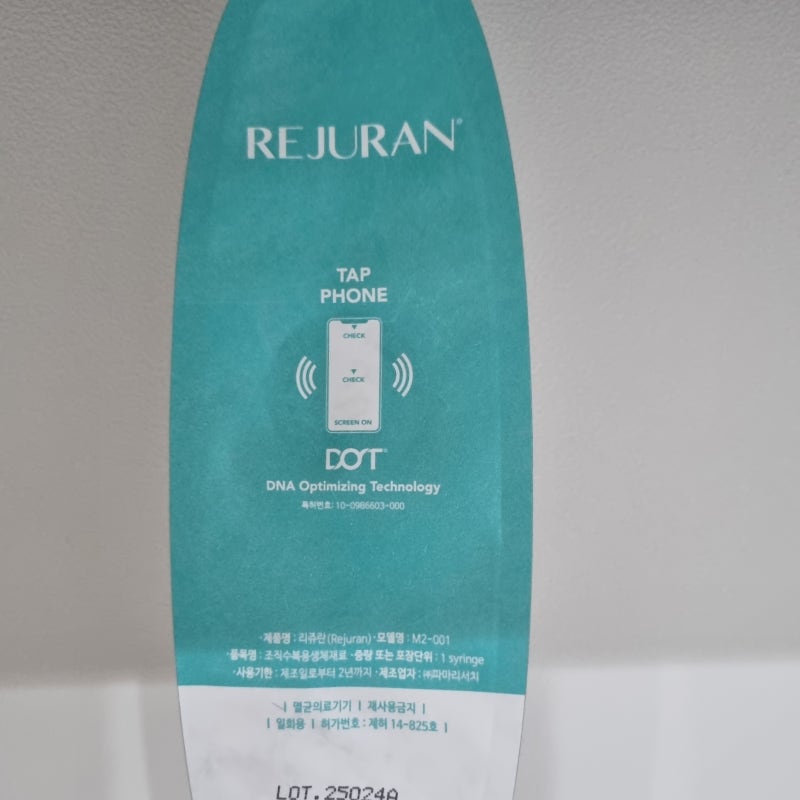 REJURAN®
TAP
PHONE
CHECK
CHECK
SCREEN ON
DOT
DNA Optimizing Technology
특허번호: 10-0986603-000
·제품명 : 리쥬란(Rejuran) ·모델명 : M2-001
·품목명 : 조직수복용생체재료 ·중량 또는 포장단위 : 1 syringe
·사용기한 : 제조일로부터 2년까지 ·제조업자 : ㈜파마리서치
| 멸균의료기기 | 재사용금지 |
| 일회용 | 허가번호 : 제허 14-825호 |
LOT.25024A